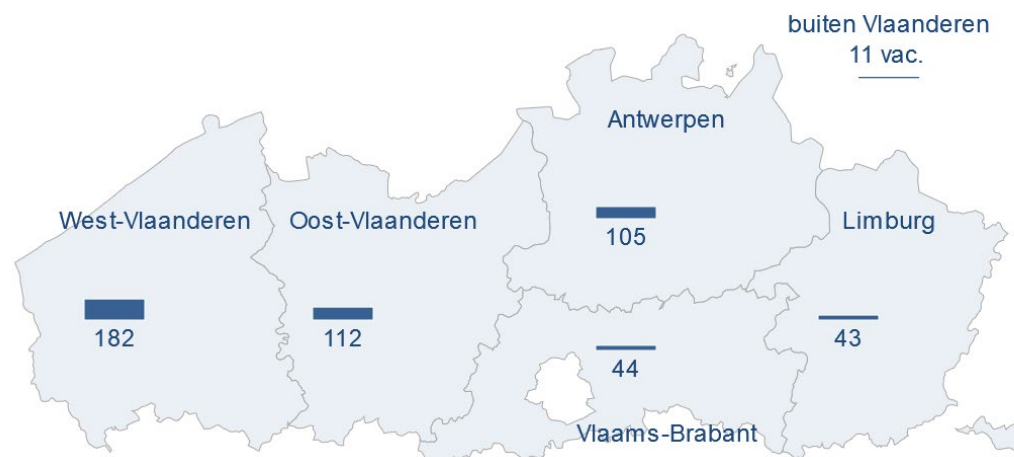 buiten Vlaanderen
11 vac.
Antwerpen
West-Vlaanderen
Oost-Vlaanderen
Limburg
105
182
112
43
44
Vlaams-Brabant